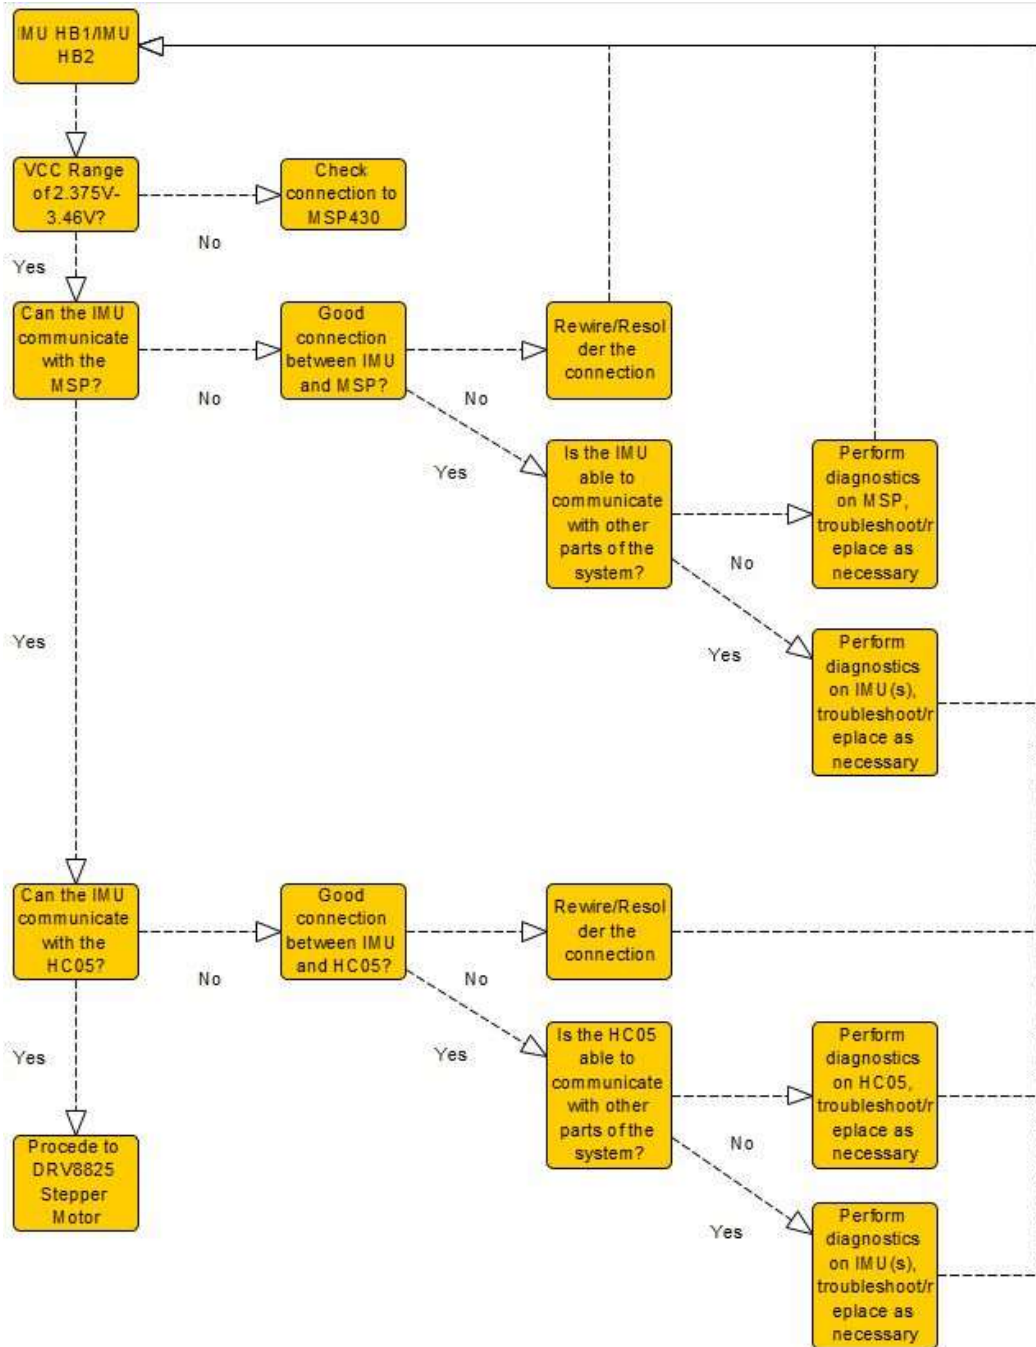 IMU HB1/IMU
HB2
VCC Range
of 2.375V-
3.46V?
Check
connection to
MSP430
No
Yes
Can the IMU
communicate
with the
MSP?
Good
connection
between IMU
and MSP?
Rewire/Resol
der the
connection
No
No
Is the IMU
able to
communicate
with other
parts of the
system?
Yes
Perform
diagnostics
on MSP,
troubleshoot/r
eplace as
necessary
No
Yes
Yes
Perform
diagnostics
on IMU(s),
troubleshoot/r
eplace as
necessary
Can the IMU
communicate
with the
HC05?
Good
connection
between IMU
and HC05?
Rewire/Resol
der the
connection
No
No
Yes
Yes
Is the HC05
able to
communicate
with other
parts of the
system?
Perform
diagnostics
on HC05,
troubleshoot/r
eplace as
necessary
No
Procede to
DRV8825
Stepper
Motor
Yes
Perform
diagnostics
on IMU(s),
troubleshoot/r
eplace as
necessary